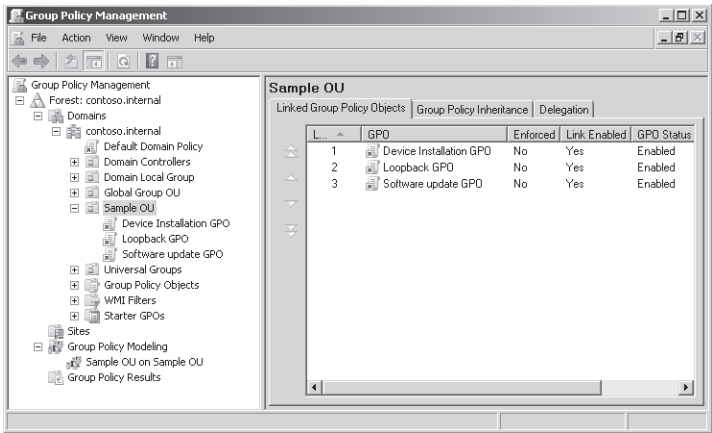 Group Policy Management
File Action View Window Help
Group Policy Management
Forest: contoso.internal
Domains
contoso.internal
Default Domain Policy
Domain Controllers
Domain Local Group
Global Group OU
Sample OU
Device Installation GPO
Loopback GPO
Software update GPO
Universal Groups
Group Policy Objects
WMI Filters
Starter GPOs
Sites
Group Policy Modeling
Sample OU on Sample OU
Group Policy Results
Sample OU
Linked Group Policy Objects Group Policy Inheritance Delegation
L... GPO Enforced Link Enabled GPO Status
1 Device Installation GPO No Yes Enabled
2 Loopback GPO No Yes Enabled
3 Software update GPO No Yes Enabled